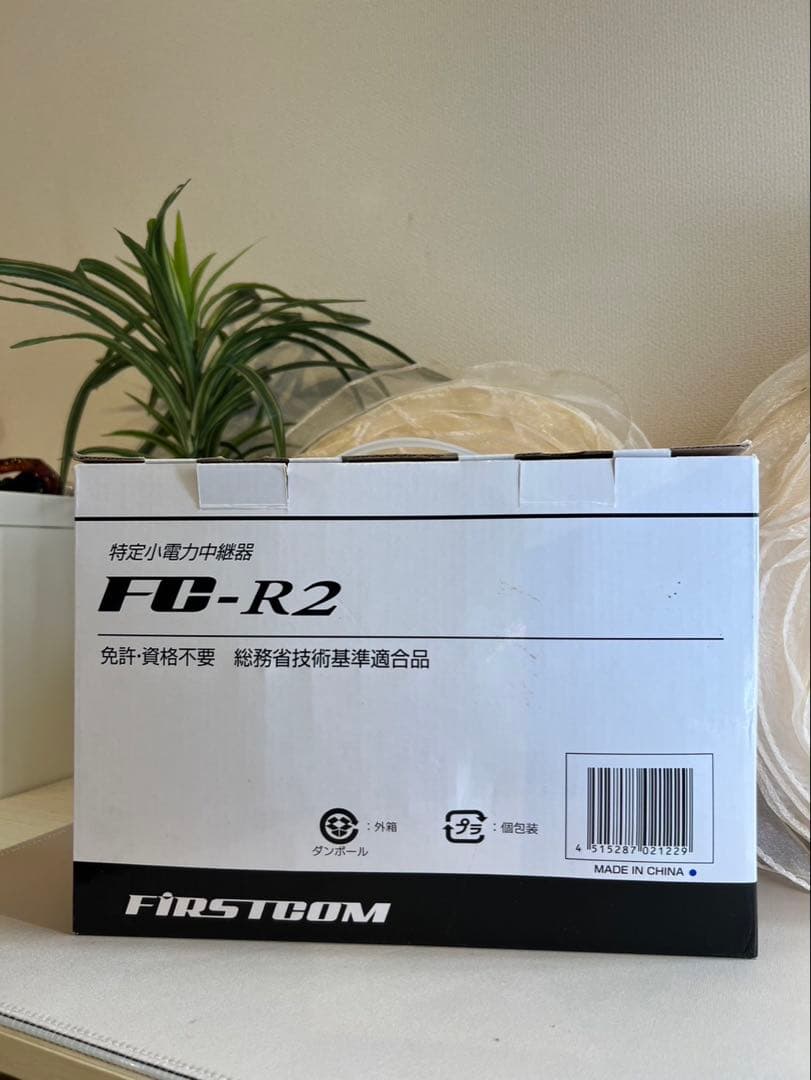 特定小電力中継器
FC-R2
免許・資格不要 総務省技術基準適合品
:外箱
ダンボール
プラ
:個包装
4 515287 021229
MADE IN CHINA
FiRSTCOM